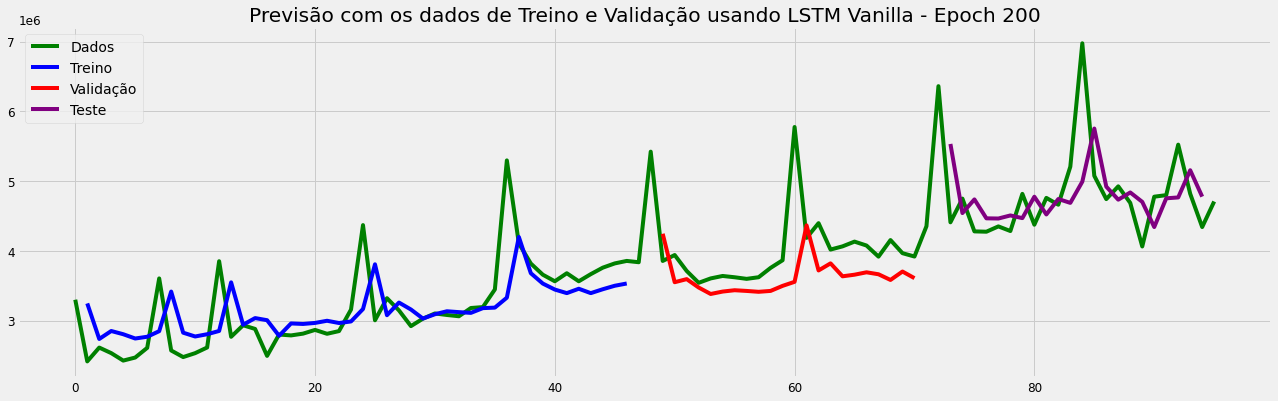 Previsão com os dados de Treino e Validação usando LSTM Vanilla - Epoch 200
1e6
Dados
Treino
Validação
Teste
7
6
5
4
3
0 20 40 60 80